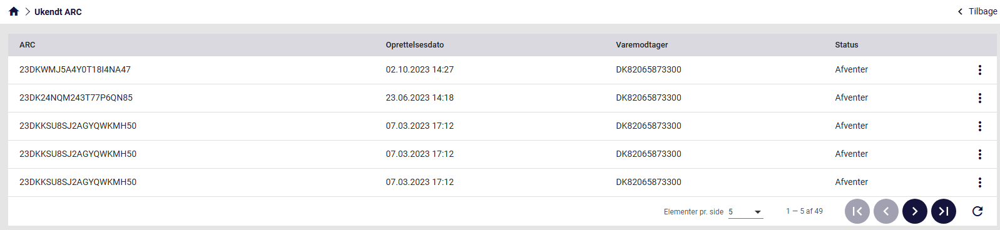 Ukendt ARC
Tilbage
ARC Oprettelsesdato Varemodtager Status
23DKWMJ5A4Y0T18I4NA47 02.10.2023 14:27 DK82065873300 Afventer
23DK24NQM243T77P6QN85 23.06.2023 14:18 DK82065873300 Afventer
23DKKSU8SJ2AGYQWKMH50 07.03.2023 17:12 DK82065873300 Afventer
23DKKSU8SJ2AGYQWKMH50 07.03.2023 17:12 DK82065873300 Afventer
23DKKSU8SJ2AGYQWKMH50 07.03.2023 17:12 DK82065873300 Afventer
Elementer pr. side 5 1 – 5 af 49